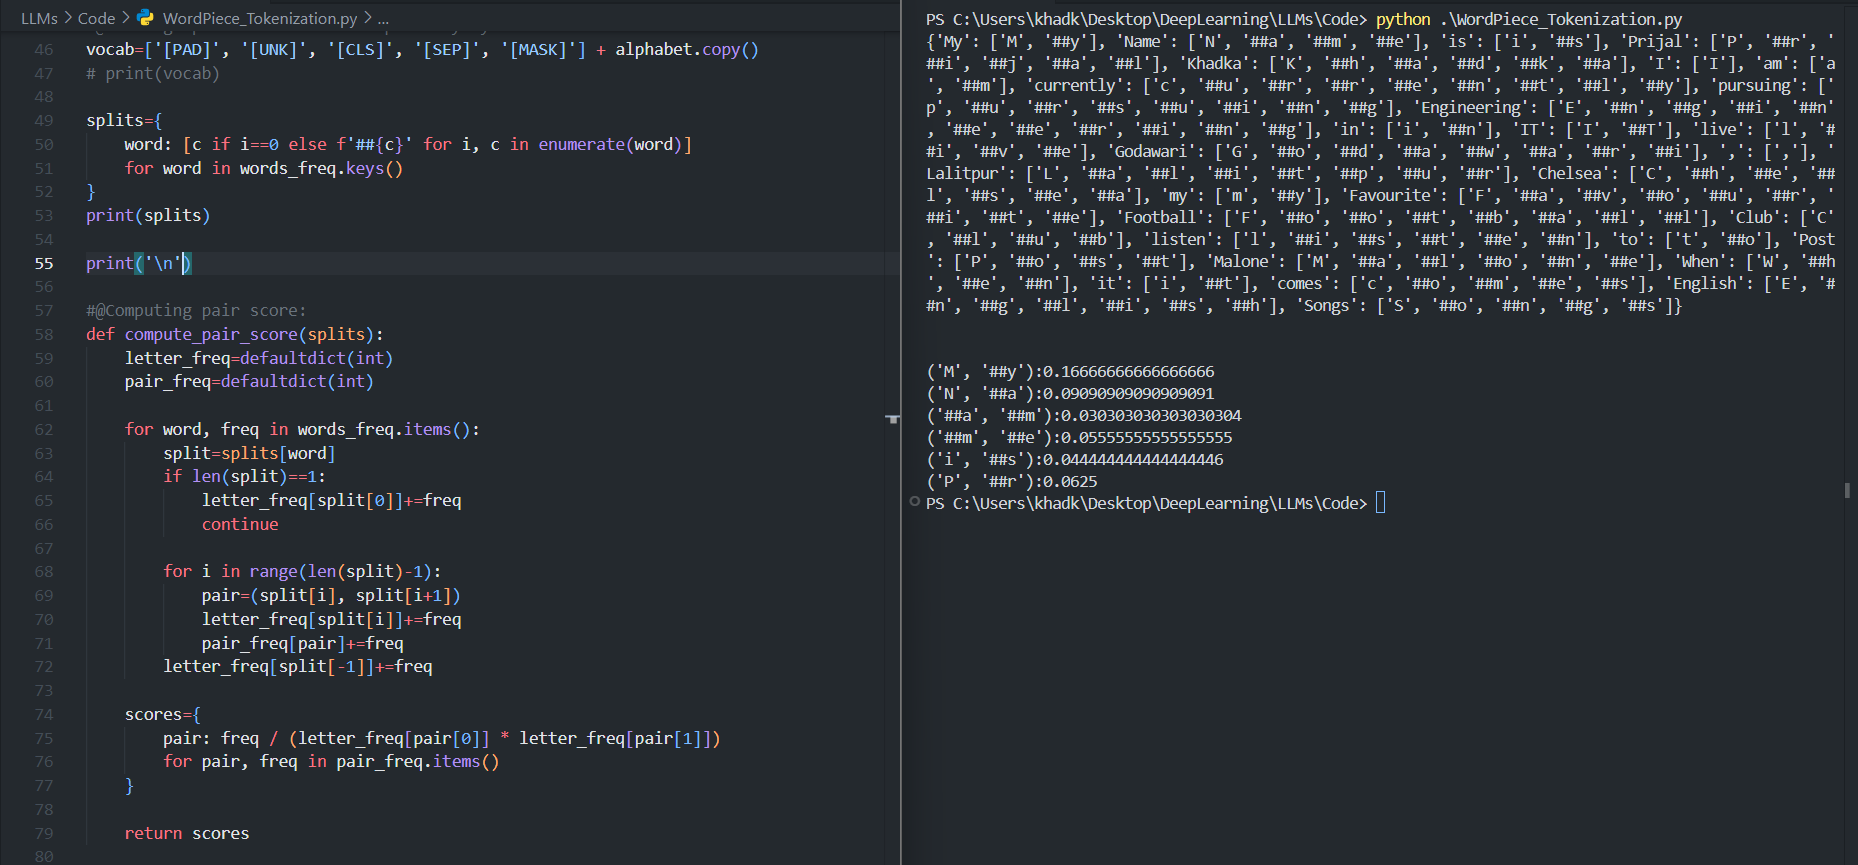 LLMs > Code > WordPiece_Tokenization.py > ...
46 vocab=['[PAD]', '[UNK]', '[CLS]', '[SEP]', '[MASK]'] + alphabet.copy()
47 # print(vocab)
48
49 splits={
50 word: [c if i==0 else f'##{c}' for i, c in enumerate(word)]
51 for word in words_freq.keys()
52 }
53 print(splits)
54
55 print('\n')
56
57 #@Computing pair score:
58 def compute_pair_score(splits):
59 letter_freq=defaultdict(int)
60 pair_freq=defaultdict(int)
61
62 for word, freq in words_freq.items():
63 split=splits[word]
64 if len(split)==1:
65 letter_freq[split[0]]+=freq
66 continue
67
68 for i in range(len(split)-1):
69 pair=(split[i], split[i+1])
70 letter_freq[split[i]]+=freq
71 pair_freq[pair]+=freq
72 letter_freq[split[-1]]+=freq
73
74 scores={
75 pair: freq / (letter_freq[pair[0]] * letter_freq[pair[1]])
76 for pair, freq in pair_freq.items()
77 }
78
79 return scores
80
PS C:\Users\khadk\Desktop\DeepLearning\LLMs\Code> python .\WordPiece_Tokenization.py
{'My': ['M', '##y'], 'Name': ['N', '##a', '##m', '##e'], 'is': ['i', '##s'], 'Prijal': ['P', '##r', '
##i', '##j', '##a', '##l'], 'Khadka': ['K', '##h', '##a', '##d', '##k', '##a'], 'I': ['I'], 'am': ['a
', '##m'], 'currently': ['c', '##u', '##r', '##r', '##e', '##n', '##t', '##l', '##y'], 'pursuing': ['
p', '##u', '##r', '##s', '##u', '##i', '##n', '##g'], 'Engineering': ['E', '##n', '##g', '##i', '##n'
, '##e', '##e', '##r', '##i', '##n', '##g'], 'in': ['i', '##n'], 'IT': ['I', '##T'], 'live': ['l', '#
#i', '##v', '##e'], 'Godawari': ['G', '##o', '##d', '##a', '##w', '##a', '##r', '##i'], ',': [','], '
Lalitpur': ['L', '##a', '##l', '##i', '##t', '##p', '##u', '##r'], 'Chelsea': ['C', '##h', '##e', '##
l', '##s', '##e', '##a'], 'my': ['m', '##y'], 'Favourite': ['F', '##a', '##v', '##o', '##u', '##r', '
##i', '##t', '##e'], 'Football': ['F', '##o', '##o', '##t', '##b', '##a', '##l', '##l'], 'Club': ['C'
, '##l', '##u', '##b'], 'listen': ['l', '##i', '##s', '##t', '##e', '##n'], 'to': ['t', '##o'], 'Post
': ['P', '##o', '##s', '##t'], 'Malone': ['M', '##a', '##l', '##o', '##n', '##e'], 'When': ['W', '##h
', '##e', '##n'], 'it': ['i', '##t'], 'comes': ['c', '##o', '##m', '##e', '##s'], 'English': ['E', '#
#n', '##g', '##l', '##i', '##s', '##h'], 'Songs': ['S', '##o', '##n', '##g', '##s']}
('M', '##y'):0.16666666666666666
('N', '##a'):0.09090909090909091
('##a', '##m'):0.030303030303030304
('##m', '##e'):0.05555555555555555
('i', '##s'):0.044444444444444446
('P', '##r'):0.0625
PS C:\Users\khadk\Desktop\DeepLearning\LLMs\Code>